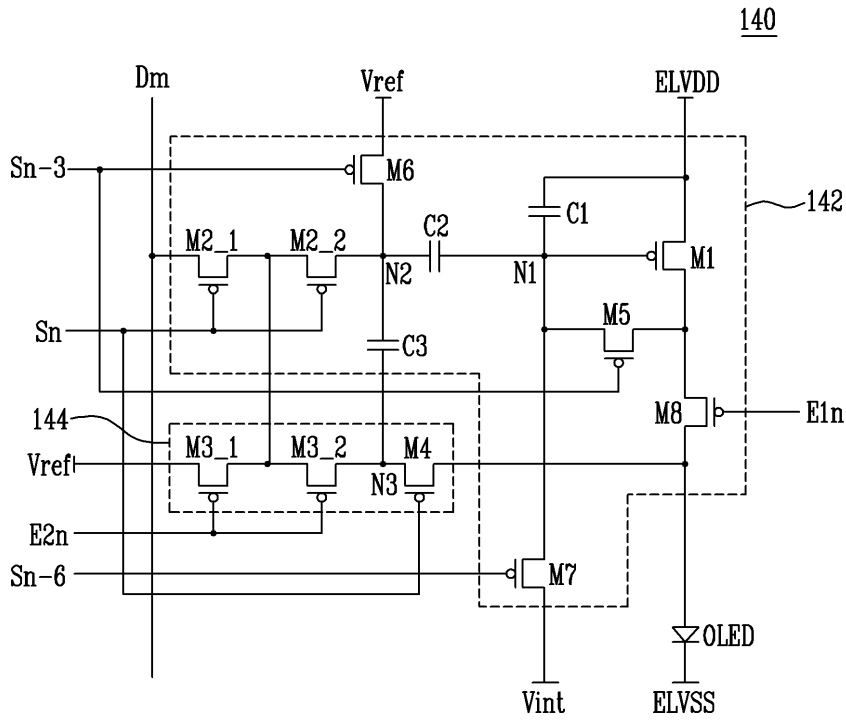 140
Dm
Vref
ELVDD
Sn-3
M6
142
C1
C2
M2_1
M2_2
N2
N1
M1
Sn
M5
C3
M8
E1n
144
M3_1
M3_2
M4
Vref
N3
E2n
Sn-6
M7
OLED
Vint
ELVSS